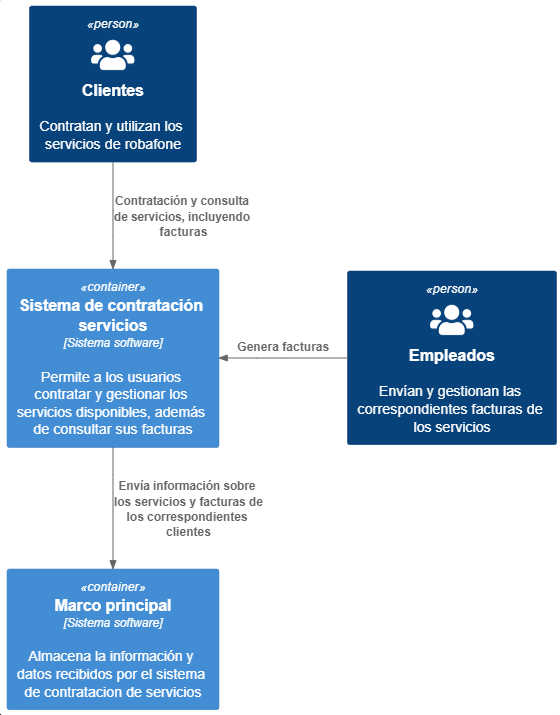 «person»
Clientes
Contratan y utilizan los
servicios de robafone
Contratación y consulta
de servicios, incluyendo
facturas
«container»
Sistema de contratación
servicios
[Sistema software]
Permite a los usuarios
contratar y gestionar los
servicios disponibles, además
de consultar sus facturas
Genera facturas
«person»
Empleados
Envían y gestionan las
correspondientes facturas de
los servicios
Envía información sobre
los servicios y facturas de
los correspondientes
clientes
«container»
Marco principal
[Sistema software]
Almacena la información y
datos recibidos por el sistema
de contratacion de servicios